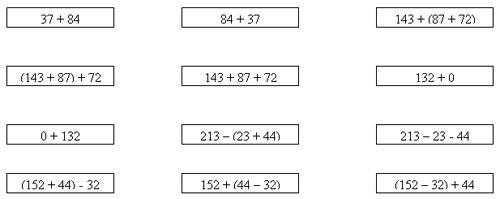 37 + 84 84 + 37 143 + (87 + 72)
(143 + 87) + 72 143 + 87 + 72 132 + 0
0 + 132 213 – (23 + 44) 213 – 23 - 44
(152 + 44) - 32 152 + (44 – 32) (152 – 32) + 44